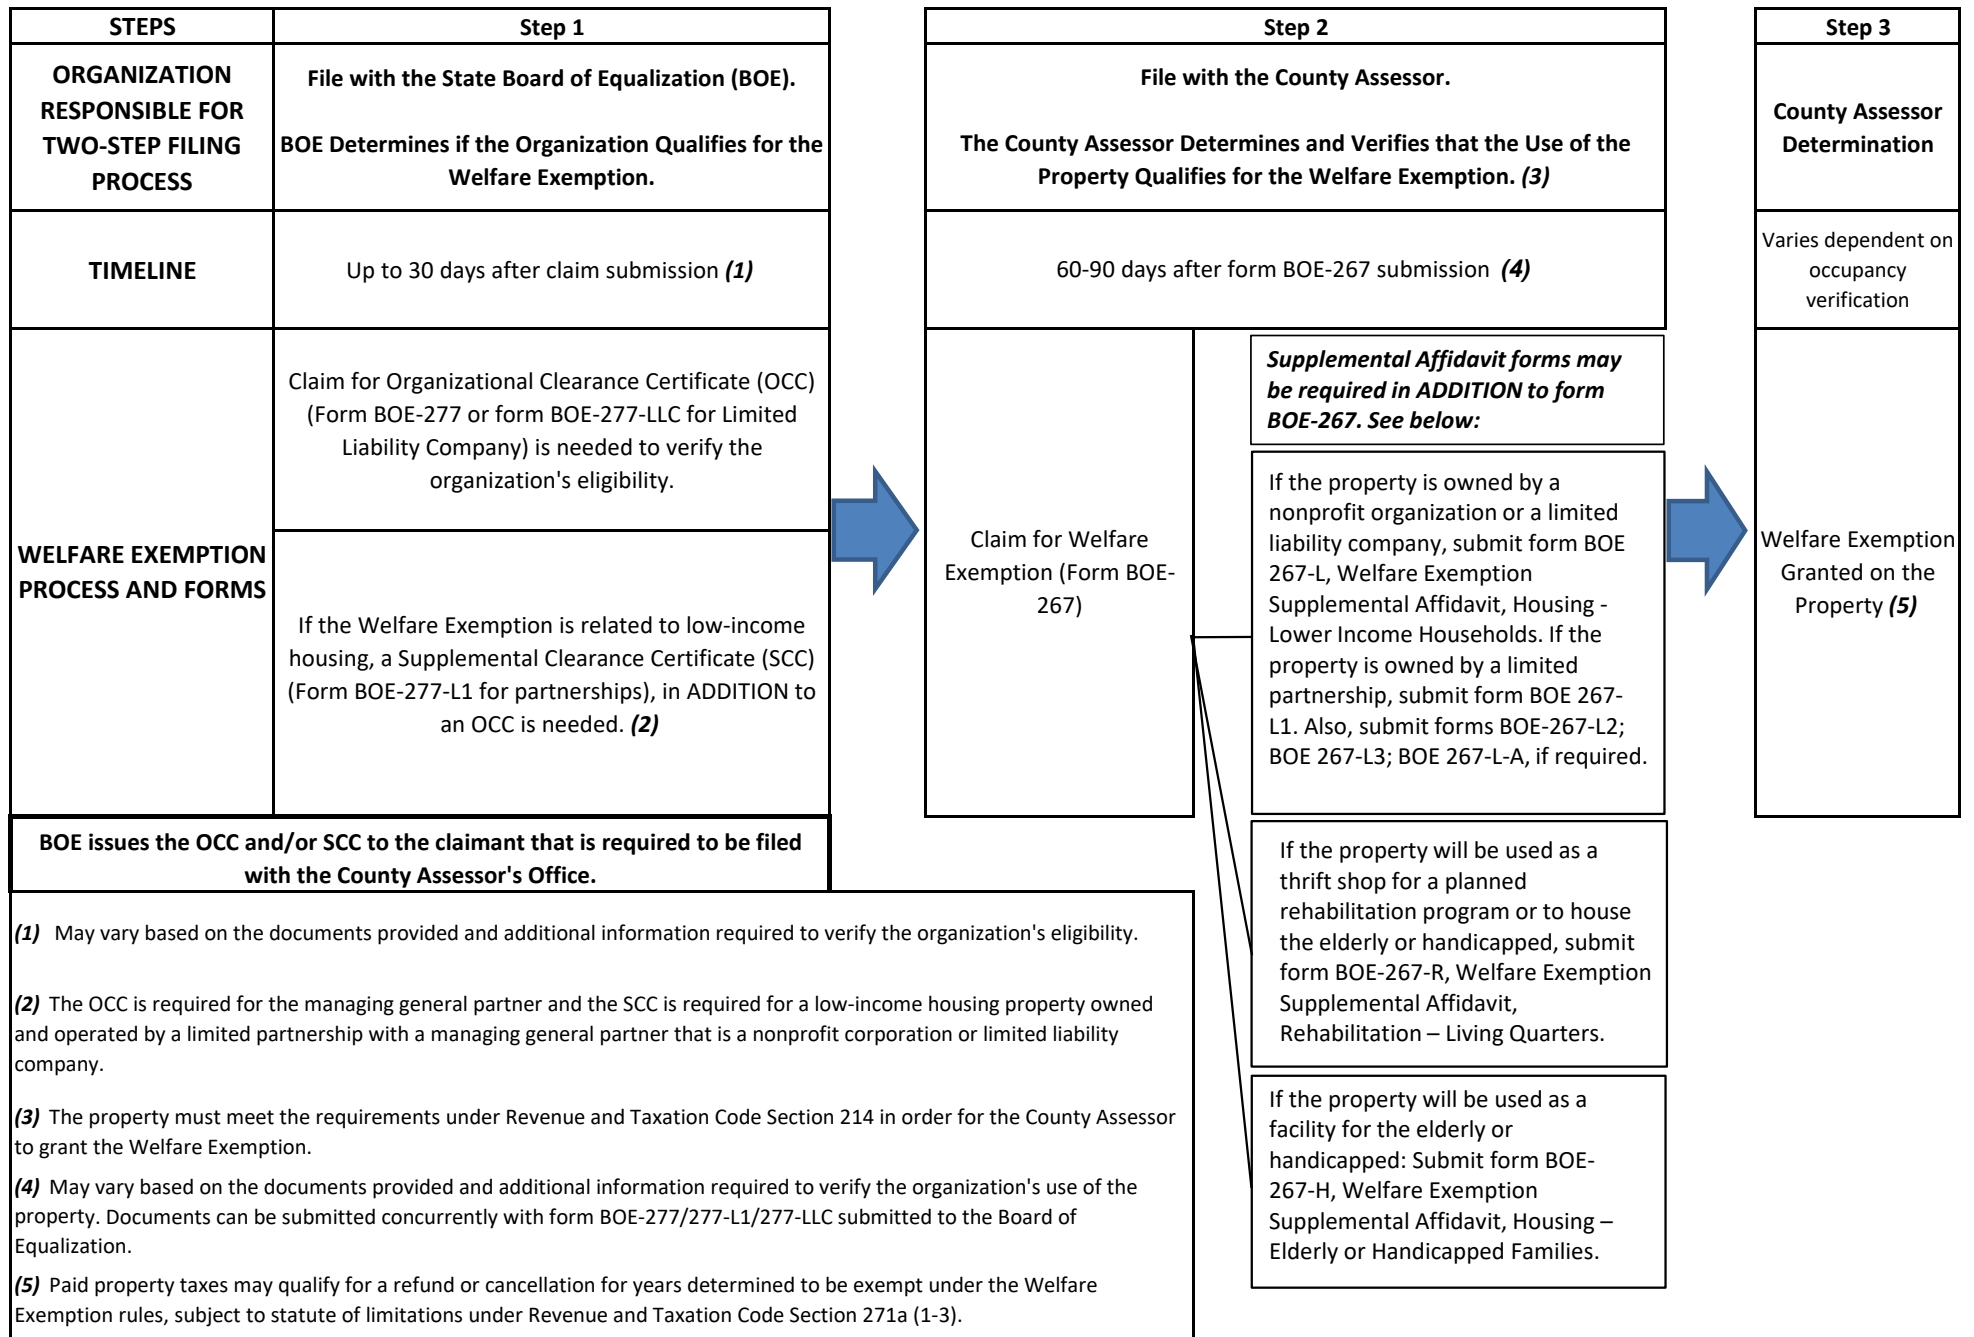 STEPS
Step 1
Step 2
Step 3
ORGANIZATION
RESPONSIBLE FOR
TWO-STEP FILING
PROCESS
File with the State Board of Equalization (BOE).
BOE Determines if the Organization Qualifies for the
Welfare Exemption.
File with the County Assessor.
The County Assessor Determines and Verifies that the Use of the
Property Qualifies for the Welfare Exemption. (3)
County Assessor
Determination
TIMELINE
Up to 30 days after claim submission (1)
60-90 days after form BOE-267 submission (4)
Varies dependent on
occupancy
verification
WELFARE EXEMPTION
PROCESS AND FORMS
Claim for Organizational Clearance Certificate (OCC)
(Form BOE-277 or form BOE-277-LLC for Limited
Liability Company) is needed to verify the
organization's eligibility.
If the Welfare Exemption is related to low-income
housing, a Supplemental Clearance Certificate (SCC)
(Form BOE-277-L1 for partnerships), in ADDITION to
an OCC is needed. (2)
Claim for Welfare
Exemption (Form BOE-
267)
Supplemental Affidavit forms may
be required in ADDITION to form
BOE-267. See below:
If the property is owned by a
nonprofit organization or a limited
liability company, submit form BOE
267-L, Welfare Exemption
Supplemental Affidavit, Housing -
Lower Income Households. If the
property is owned by a limited
partnership, submit form BOE 267-
L1. Also, submit forms BOE-267-L2;
BOE 267-L3; BOE 267-L-A, if required.
If the property will be used as a
thrift shop for a planned
rehabilitation program or to house
the elderly or handicapped, submit
form BOE-267-R, Welfare Exemption
Supplemental Affidavit,
Rehabilitation – Living Quarters.
If the property will be used as a
facility for the elderly or
handicapped: Submit form BOE-
267-H, Welfare Exemption
Supplemental Affidavit, Housing –
Elderly or Handicapped Families.
Welfare Exemption
Granted on the
Property (5)
BOE issues the OCC and/or SCC to the claimant that is required to be filed
with the County Assessor's Office.
(1) May vary based on the documents provided and additional information required to verify the organization's eligibility.
(2) The OCC is required for the managing general partner and the SCC is required for a low-income housing property owned
and operated by a limited partnership with a managing general partner that is a nonprofit corporation or limited liability
company.
(3) The property must meet the requirements under Revenue and Taxation Code Section 214 in order for the County Assessor
to grant the Welfare Exemption.
(4) May vary based on the documents provided and additional information required to verify the organization's use of the
property. Documents can be submitted concurrently with form BOE-277/277-L1/277-LLC submitted to the Board of
Equalization.
(5) Paid property taxes may qualify for a refund or cancellation for years determined to be exempt under the Welfare
Exemption rules, subject to statute of limitations under Revenue and Taxation Code Section 271a (1-3).